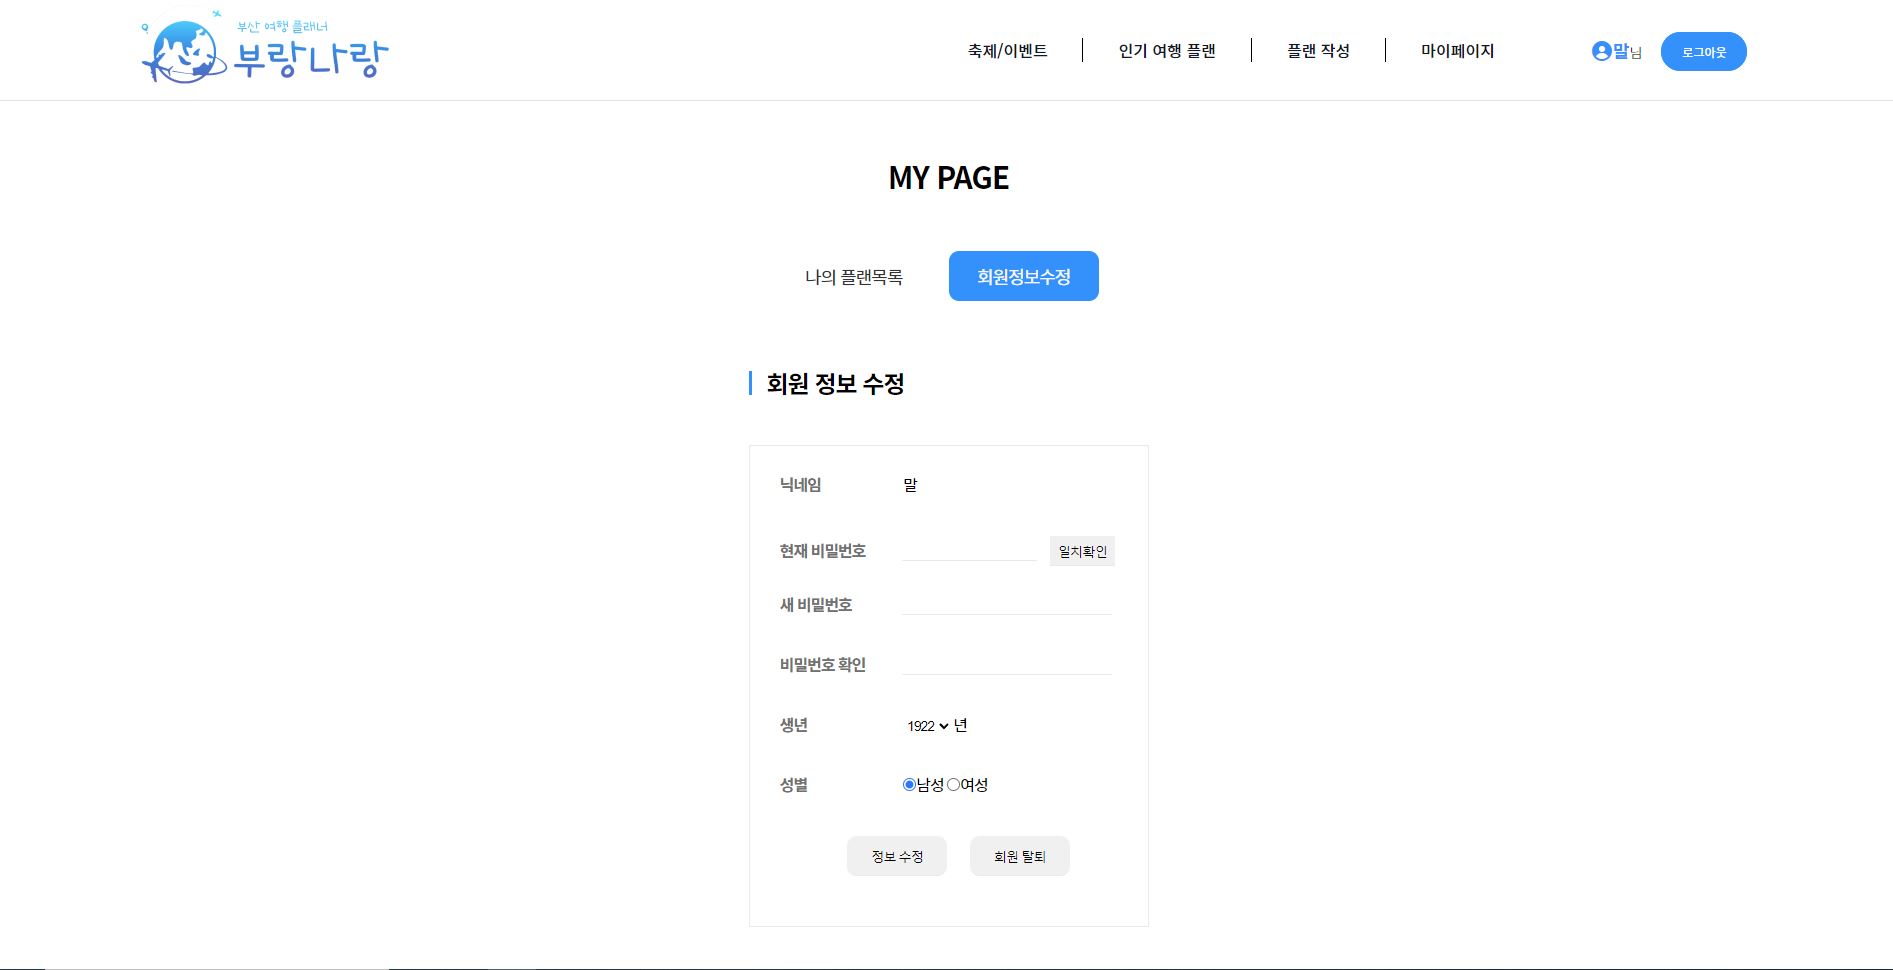 부산 여행 플래너
부랑나랑
축제/이벤트
인기 여행 플랜
플랜 작성
마이페이지
말님
로그아웃
MY PAGE
나의 플랜목록
회원정보수정
회원 정보 수정
닉네임 말
현재 비밀번호 일치확인
새 비밀번호
비밀번호 확인
생년 1922 년
성별 남성 여성
정보 수정 회원 탈퇴